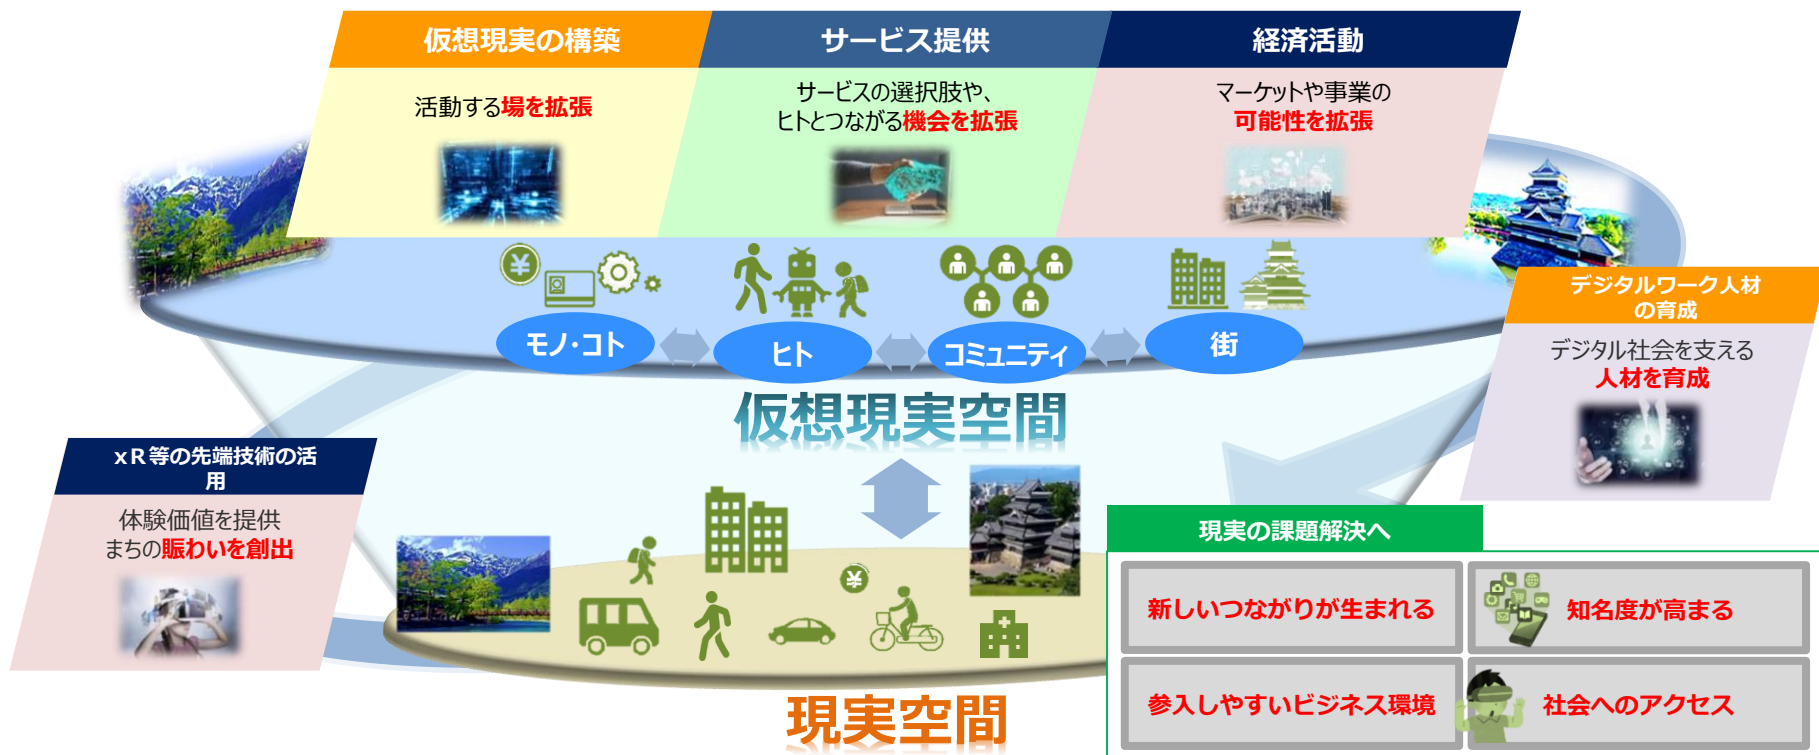 仮想現実の構築
サービス提供
経済活動
活動する場を拡張
サービスの選択肢や、
ヒトとつながる機会を拡張
マーケットや事業の
可能性を拡張
¥
モノ・コト
ヒト
コミュニティ
街
デジタルワーク人材
の育成
デジタル社会を支える
人材を育成
仮想現実空間
xR等の先端技術の活
用
体験価値を提供
まちの賑わいを創出
¥
現実空間
現実の課題解決へ
新しいつながりが生まれる
知名度が高まる
参入しやすいビジネス環境
社会へのアクセス